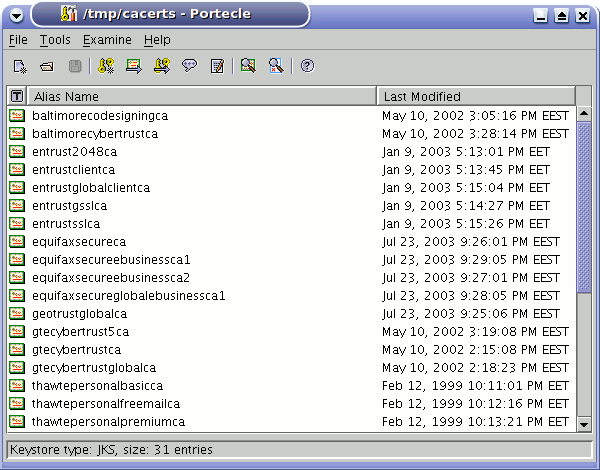 /tmp/cacerts - Portecle
File Tools Examine Help
T Alias Name Last Modified
baltimorecodesigningca May 10, 2002 3:05:16 PM EEST
baltimorecybertrustca May 10, 2002 3:28:14 PM EEST
entrust2048ca Jan 9, 2003 5:13:01 PM EET
entrustclientca Jan 9, 2003 5:13:45 PM EET
entrustglobalclientca Jan 9, 2003 5:15:04 PM EET
entrustgsslca Jan 9, 2003 5:14:27 PM EET
entrustsslca Jan 9, 2003 5:15:26 PM EET
equifaxsecureca Jul 23, 2003 9:26:01 PM EEST
equifaxsecureebusinessca1 Jul 23, 2003 9:29:05 PM EEST
equifaxsecureebusinessca2 Jul 23, 2003 9:27:01 PM EEST
equifaxsecureglobalebusinessca1 Jul 23, 2003 9:28:05 PM EEST
geotrustglobalca Jul 23, 2003 9:25:06 PM EEST
gtecybertrust5ca May 10, 2002 3:19:08 PM EEST
gtecybertrustca May 10, 2002 2:15:08 PM EEST
gtecybertrustglobalca May 10, 2002 2:18:23 PM EEST
thawtepersonalbasicca Feb 12, 1999 10:11:01 PM EET
thawtepersonalfreemailca Feb 12, 1999 10:12:16 PM EET
thawtepersonalpremiumca Feb 12, 1999 10:13:21 PM EET
Keystore type: JKS, size: 31 entries